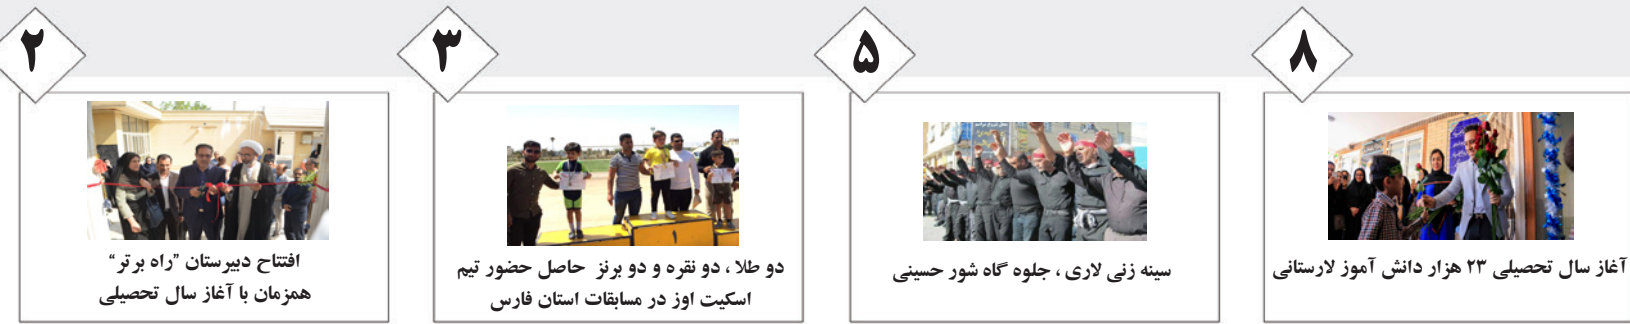 ۸
آغاز سال تحصیلی ۲۳ هزار دانش آموز لارستانی
۵
سینه زنی لاری ، جلوه گاه شور حسینی
۳
دو طلا ، دو نقره و دو برنز حاصل حضور تیم
اسکیت اوز در مسابقات استان فارس
۲
افتتاح دبیرستان "راه برتر"
همزمان با آغاز سال تحصیلی